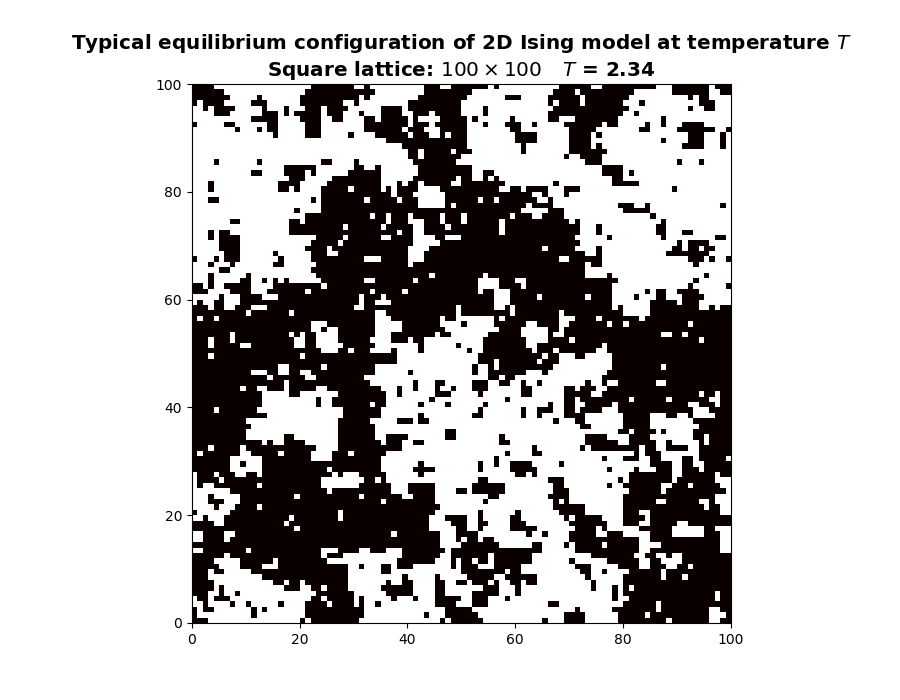 Typical equilibrium configuration of 2D Ising model at temperature T
Square lattice: 100 × 100 T = 2.34
100
80
60
40
20
0
0 20 40 60 80 100